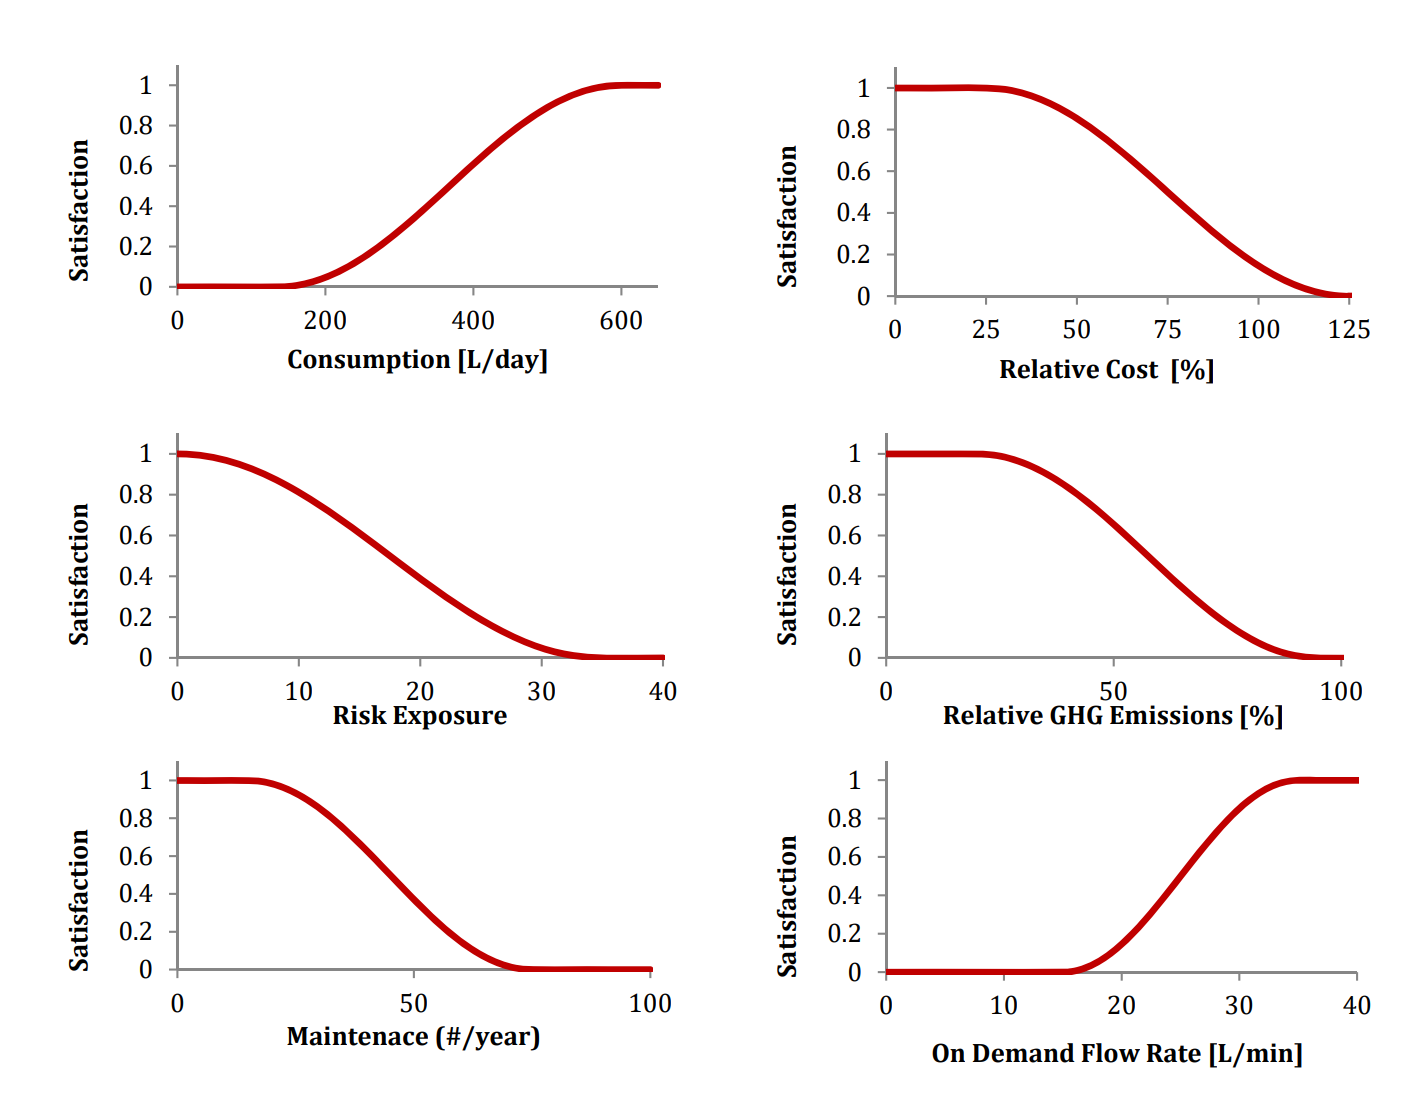 Satisfaction
1
0.8
0.6
0.4
0.2
0
0 200 400 600
Consumption [L/day]
Satisfaction
1
0.8
0.6
0.4
0.2
0
0 25 50 75 100 125
Relative Cost [%]
Satisfaction
1
0.8
0.6
0.4
0.2
0
0 10 20 30 40
Risk Exposure
Satisfaction
1
0.8
0.6
0.4
0.2
0
0 50 100
Relative GHG Emissions [%]
Satisfaction
1
0.8
0.6
0.4
0.2
0
0 50 100
Maintenace (#/year)
Satisfaction
1
0.8
0.6
0.4
0.2
0
0 10 20 30 40
On Demand Flow Rate [L/min]